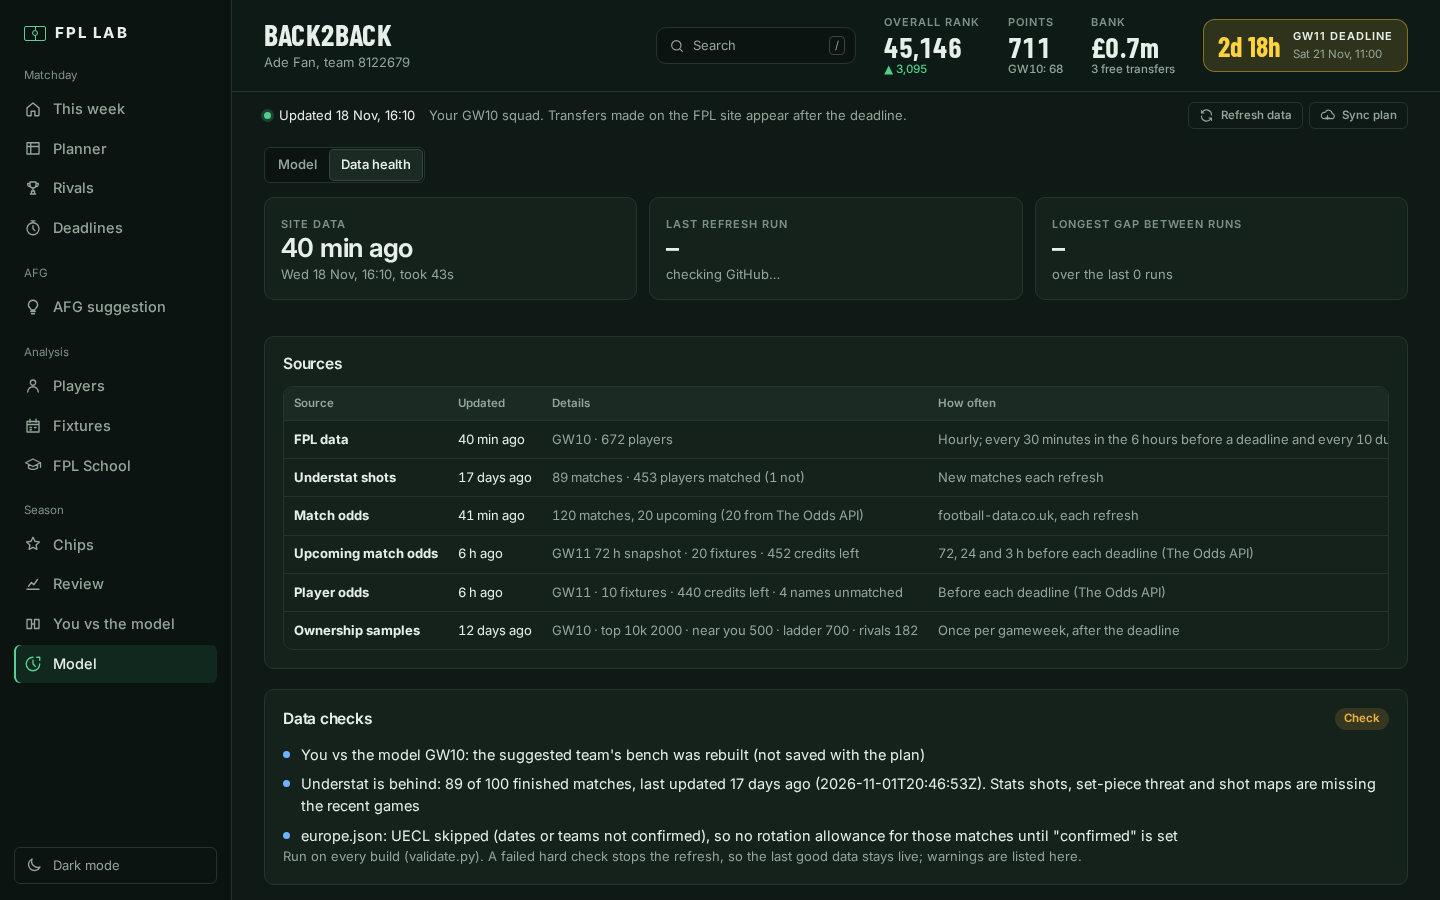 FPL LAB
Matchday
This week
Planner
Rivals
Deadlines
AFG
AFG suggestion
Analysis
Players
Fixtures
FPL School
Season
Chips
Review
You vs the model
Model
Dark mode
BACK2BACK
Ade Fan, team 8122679
Search
/
OVERALL RANK
45,146
▲ 3,095
POINTS
711
GW10: 68
BANK
£0.7m
3 free transfers
2d 18h
GW11 DEADLINE
Sat 21 Nov, 11:00
Updated 18 Nov, 16:10
Your GW10 squad. Transfers made on the FPL site appear after the deadline.
Refresh data
Sync plan
Model
Data health
SITE DATA
40 min ago
Wed 18 Nov, 16:10, took 43s
LAST REFRESH RUN
–
checking GitHub...
LONGEST GAP BETWEEN RUNS
–
over the last 0 runs
Sources
Source Updated Details How often
FPL data 40 min ago GW10 · 672 players Hourly; every 30 minutes in the 6 hours before a deadline and every 10 du
Understat shots 17 days ago 89 matches · 453 players matched (1 not) New matches each refresh
Match odds 41 min ago 120 matches, 20 upcoming (20 from The Odds API) football-data.co.uk, each refresh
Upcoming match odds 6 h ago GW11 72 h snapshot · 20 fixtures · 452 credits left 72, 24 and 3 h before each deadline (The Odds API)
Player odds 6 h ago GW11 · 10 fixtures · 440 credits left · 4 names unmatched Before each deadline (The Odds API)
Ownership samples 12 days ago GW10 · top 10k 2000 · near you 500 · ladder 700 · rivals 182 Once per gameweek, after the deadline
Data checks
Check
You vs the model GW10: the suggested team's bench was rebuilt (not saved with the plan)
Understat is behind: 89 of 100 finished matches, last updated 17 days ago (2026-11-01T20:46:53Z). Stats shots, set-piece threat and shot maps are missing
the recent games
europe.json: UECL skipped (dates or teams not confirmed), so no rotation allowance for those matches until "confirmed" is set
Run on every build (validate.py). A failed hard check stops the refresh, so the last good data stays live; warnings are listed here.